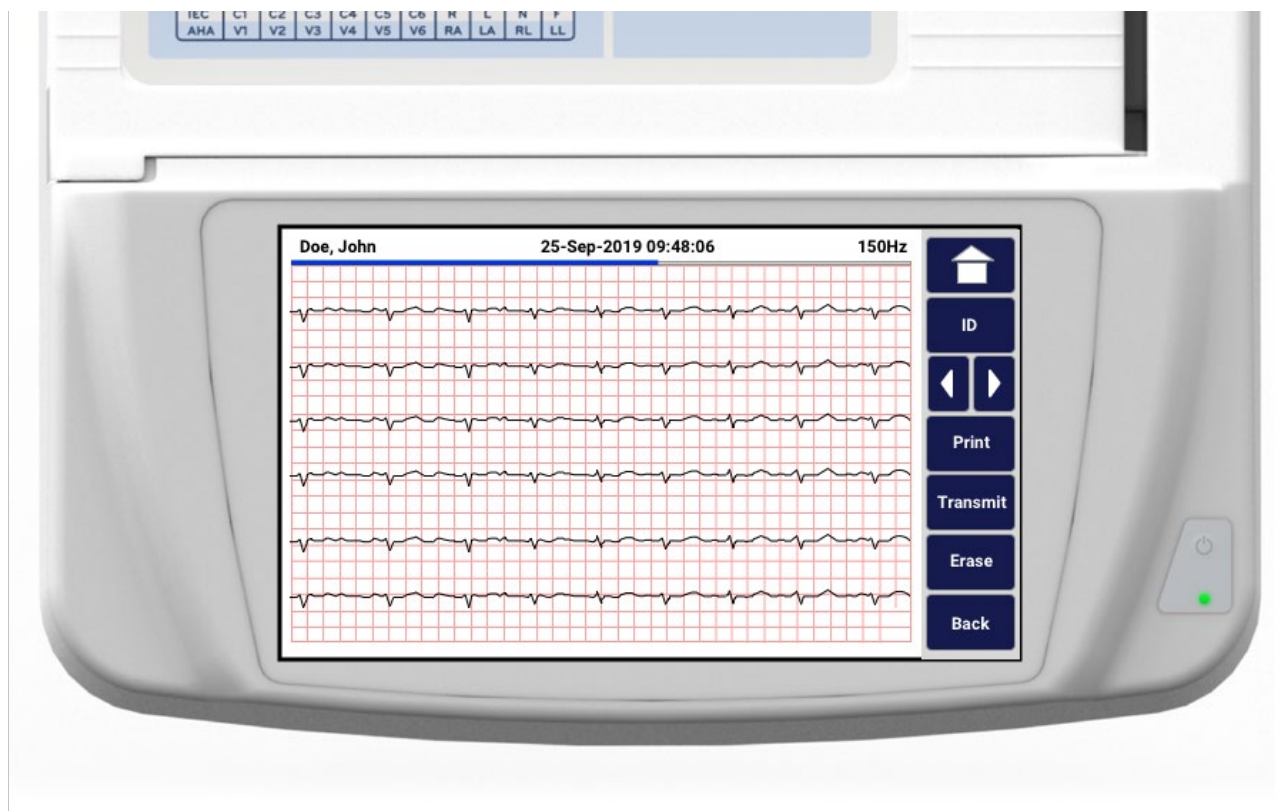 IEC C1 C2 C3 C4 C5 C6 R L N F
AHA V1 V2 V3 V4 V5 V6 RA LA RL LL
Doe, John 25-Sep-2019 09:48:06 150Hz
ID
Print
Transmit
Erase
Back